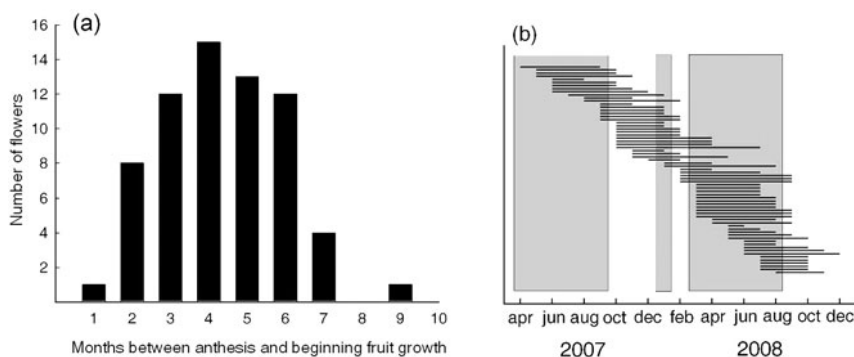 (a)
16
14
12
10
8
6
4
2
Number of flowers
1 2 3 4 5 6 7 8 9 10
Months between anthesis and beginning fruit growth
(b)
apr jun aug oct dec feb apr jun aug oct dec
2007 2008